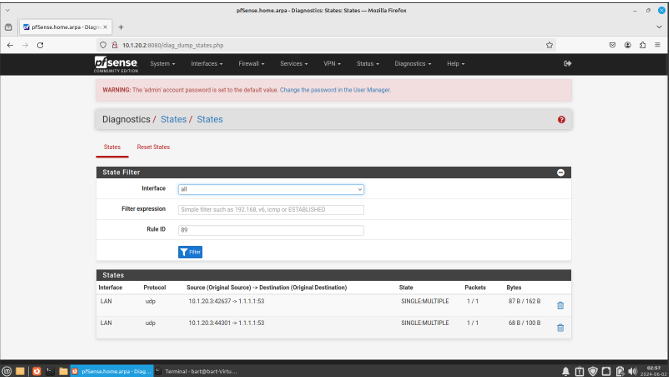 pfSense.home.arpa - Diagnostics: States: States — Mozilla Firefox
pfSense.home.arpa - Diagn
10.1.20.2:8080/diag_dump_states.php
pfsense
COMMUNITY EDITION
System
Interfaces
Firewall
Services
VPN
Status
Diagnostics
Help
WARNING: The 'admin' account password is set to the default value. Change the password in the User Manager.
Diagnostics / States / States
States
Reset States
State Filter
Interface
all
Filter expression
Simple filter such as 192.168, v6, icmp or ESTABLISHED
Rule ID
89
Filter
States
Interface Protocol Source (Original Source) -> Destination (Original Destination) State Packets Bytes
LAN udp 10.1.20.3:42637 -> 1.1.1.1:53 SINGLE:MULTIPLE 1 / 1 87 B / 162 B
LAN udp 10.1.20.3:44301 -> 1.1.1.1:53 SINGLE:MULTIPLE 1 / 1 68 B / 100 B
pfSense.home.arpa - Diag...
Terminal - bart@bart-Virtu...
02:57
2024-06-02